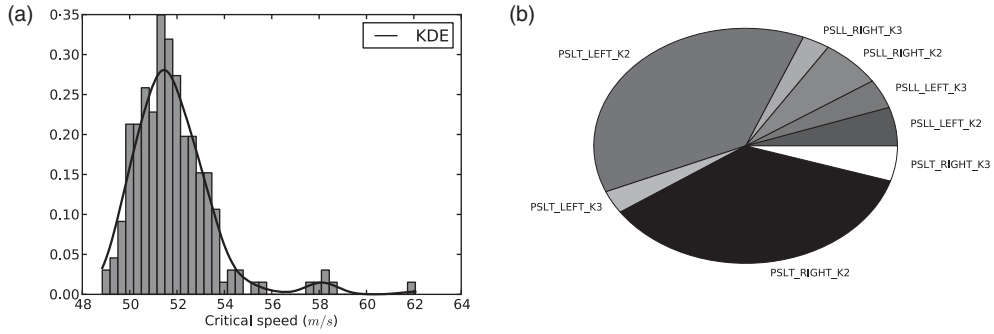 (a)
0.35
0.30
0.25
0.20
0.15
0.10
0.05
0.00
48 50 52 54 56 58 60 62 64
Critical speed (m/s)
KDE
(b)
PSLL_RIGHT_K3
PSLT_LEFT_K2
PSLL_RIGHT_K2
PSLL_LEFT_K3
PSLL_LEFT_K2
PSLT_RIGHT_K3
PSLT_LEFT_K3
PSLT_RIGHT_K2